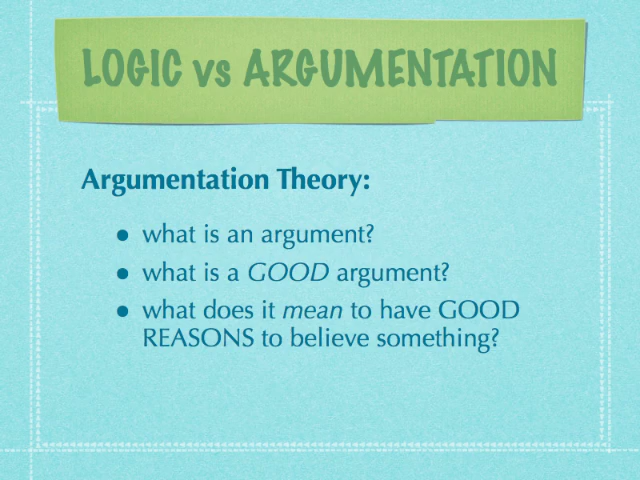 LOGIC vs ARGUMENTATION
Argumentation Theory:
• what is an argument?
• what is a GOOD argument?
• what does it mean to have GOOD
REASONS to believe something?